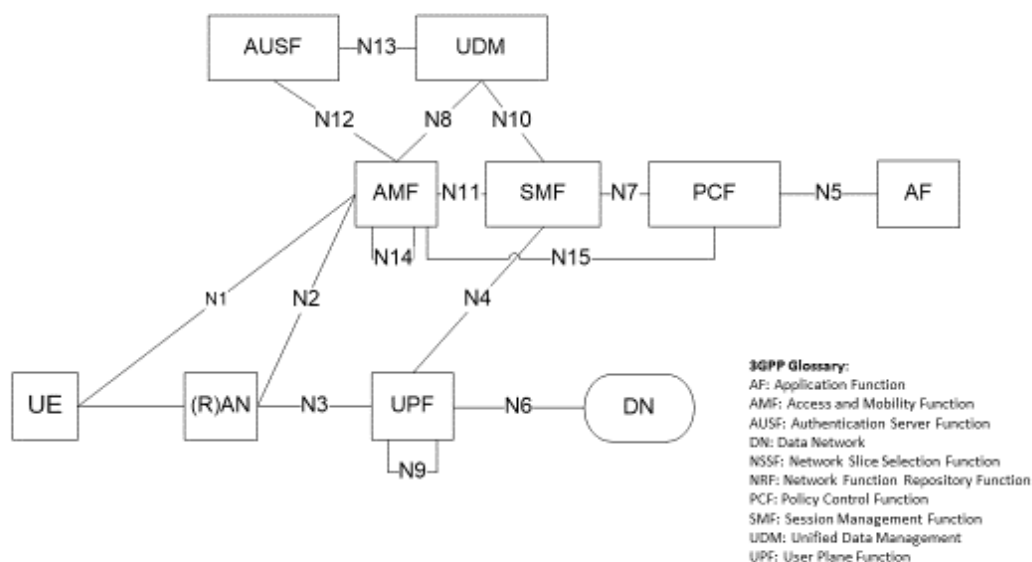 AUSF N13 UDM
N12 N8 N10
AMF N11 SMF N7 PCF N5 AF
N14 N15
N1 N2 N4
UE (R)AN N3 UPF N6 DN
N9
3GPP Glossary:
AF: Application Function
AMF: Access and Mobility Function
AUSF: Authentication Server Function
DN: Data Network
NSSF: Network Slice Selection Function
NRF: Network Function Repository Function
PCF: Policy Control Function
SMF: Session Management Function
UDM: Unified Data Management
UPF: User Plane Function